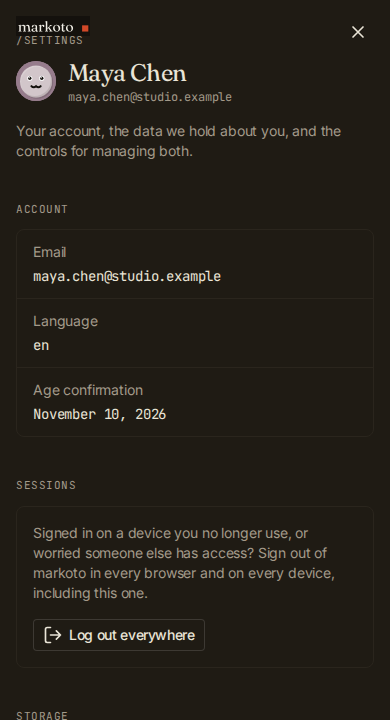 markoto
/SETTINGS
Maya Chen
maya.chen@studio.example
Your account, the data we hold about you, and the
controls for managing both.
ACCOUNT
Email
maya.chen@studio.example
Language
en
Age confirmation
November 10, 2026
SESSIONS
Signed in on a device you no longer use, or
worried someone else has access? Sign out of
markoto in every browser and on every device,
including this one.
Log out everywhere
STORAGE